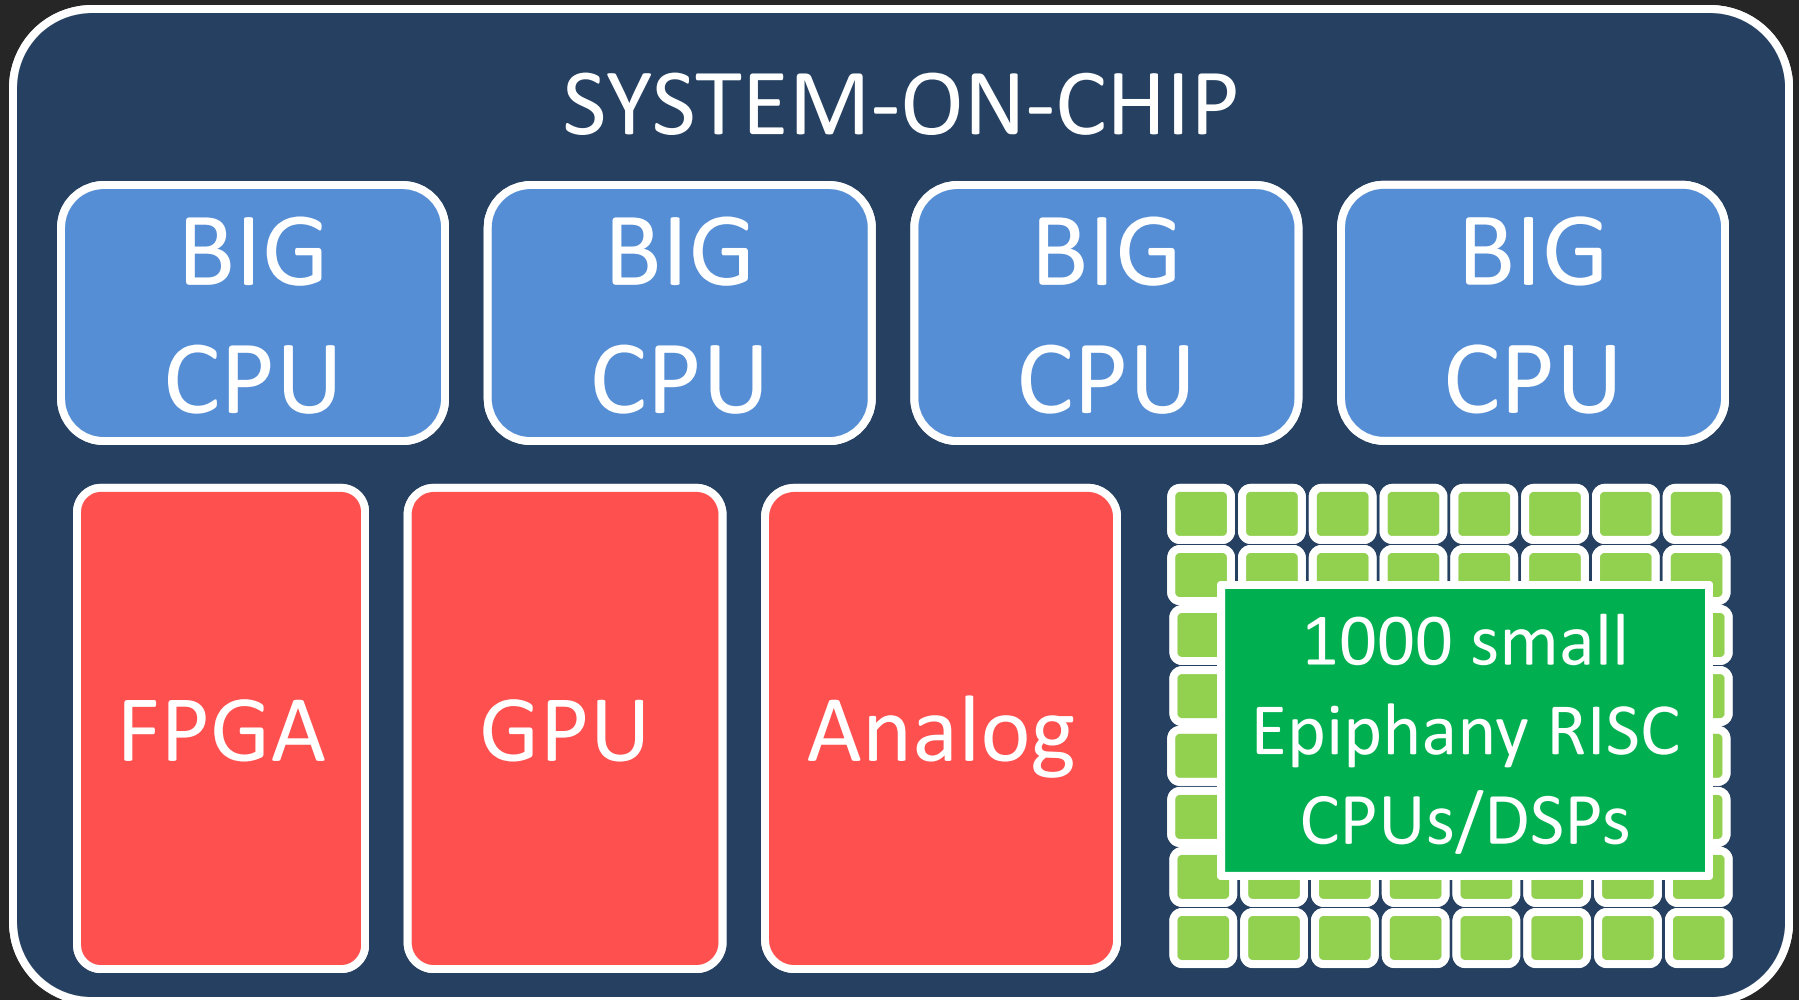 SYSTEM-ON-CHIP
BIG
CPU
BIG
CPU
BIG
CPU
BIG
CPU
FPGA
GPU
Analog
1000 small
Epiphany RISC
CPUs/DSPs